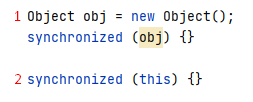 1 Object obj = new Object();
synchronized (obj) {}
2 synchronized (this) {}